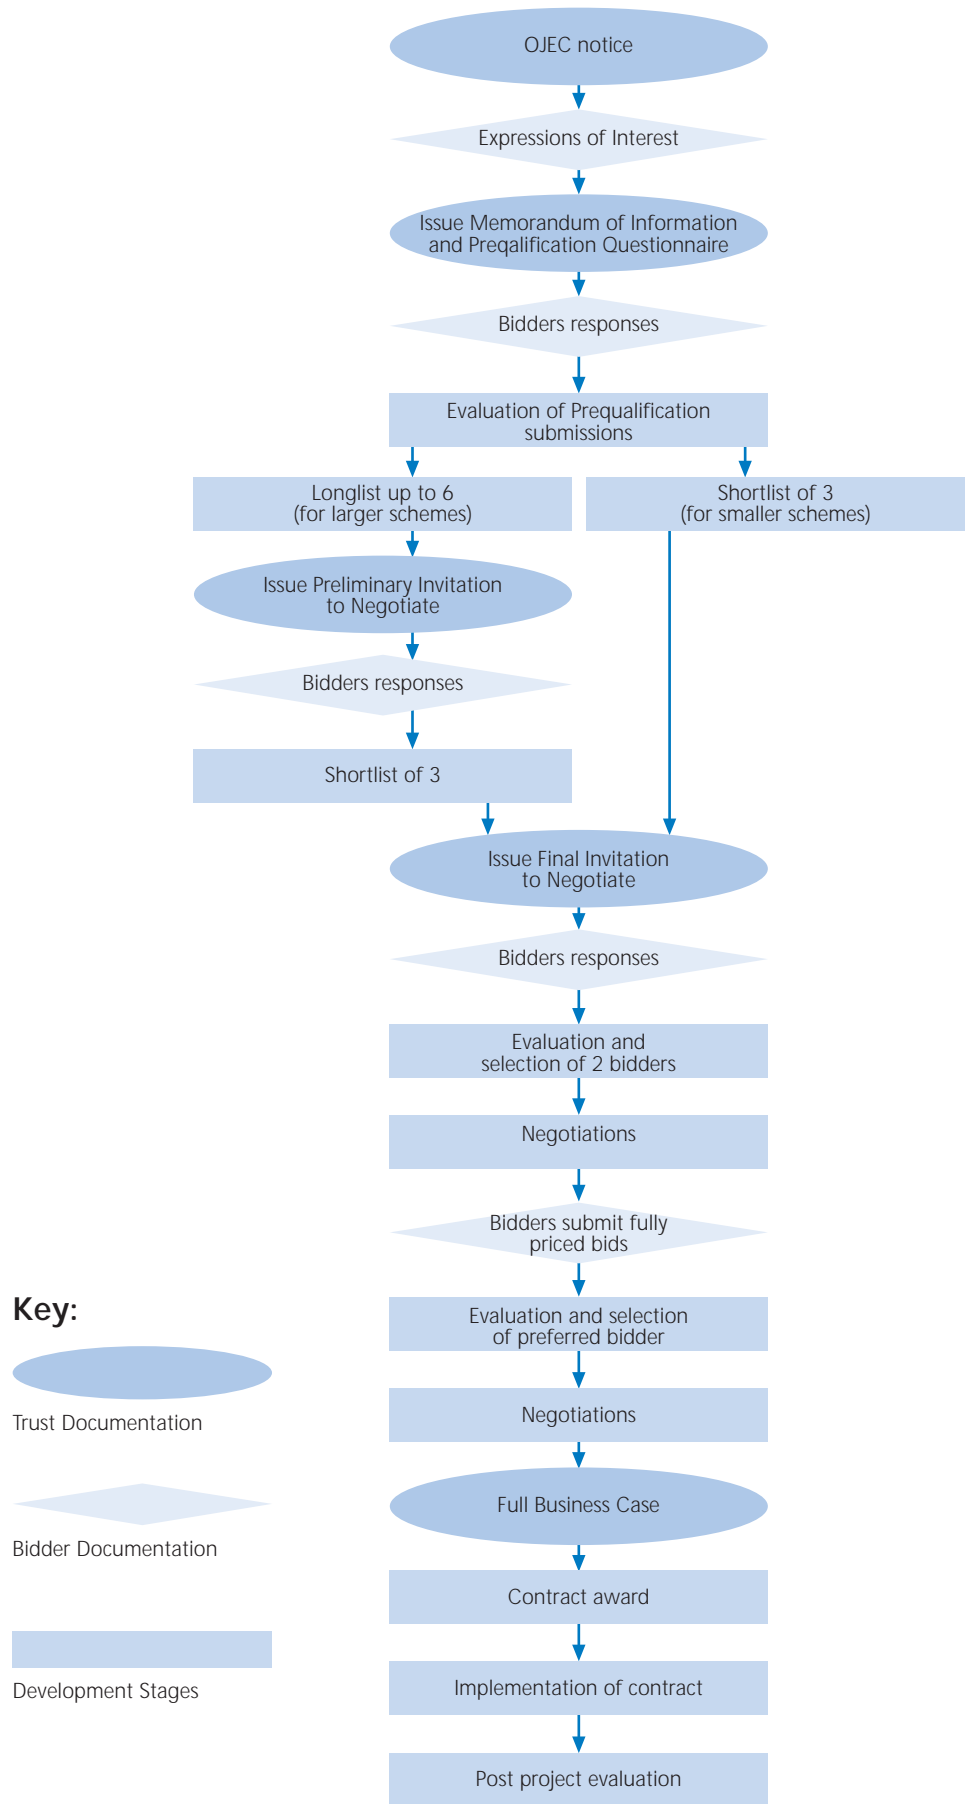 OJEC notice
Expressions of Interest
Issue Memorandum of Information
and Preqalification Questionnaire
Bidders responses
Evaluation of Prequalification
submissions
Longlist up to 6
(for larger schemes)
Shortlist of 3
(for smaller schemes)
Issue Preliminary Invitation
to Negotiate
Bidders responses
Shortlist of 3
Issue Final Invitation
to Negotiate
Bidders responses
Evaluation and
selection of 2 bidders
Negotiations
Bidders submit fully
priced bids
Evaluation and selection
of preferred bidder
Negotiations
Full Business Case
Contract award
Implementation of contract
Post project evaluation
Key:
Trust Documentation
Bidder Documentation
Development Stages